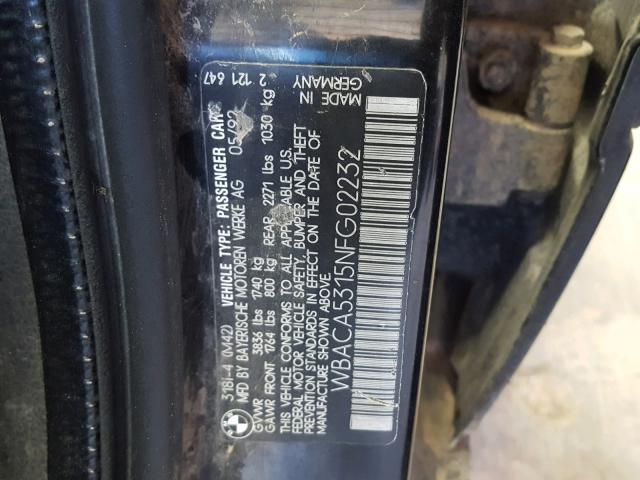 318I-4 (M42) VEHICLE TYPE: PASSENGER CAR 2 121 647
MFD BY BAYERISCHE MOTOREN WERKE AG 05/92
GVWR 3836 lbs 1740 kg
GAWR FRONT 1764 lbs 800 kg REAR 2271 lbs 1030 kg
THIS VEHICLE CONFORMS TO ALL APPLICABLE U.S.
FEDERAL MOTOR VEHICLE SAFETY, BUMPER AND THEFT
PREVENTION STANDARDS IN EFFECT ON THE DATE OF
MANUFACTURE SHOWN ABOVE.
MADE IN
GERMANY
WBACA5315NFG02232